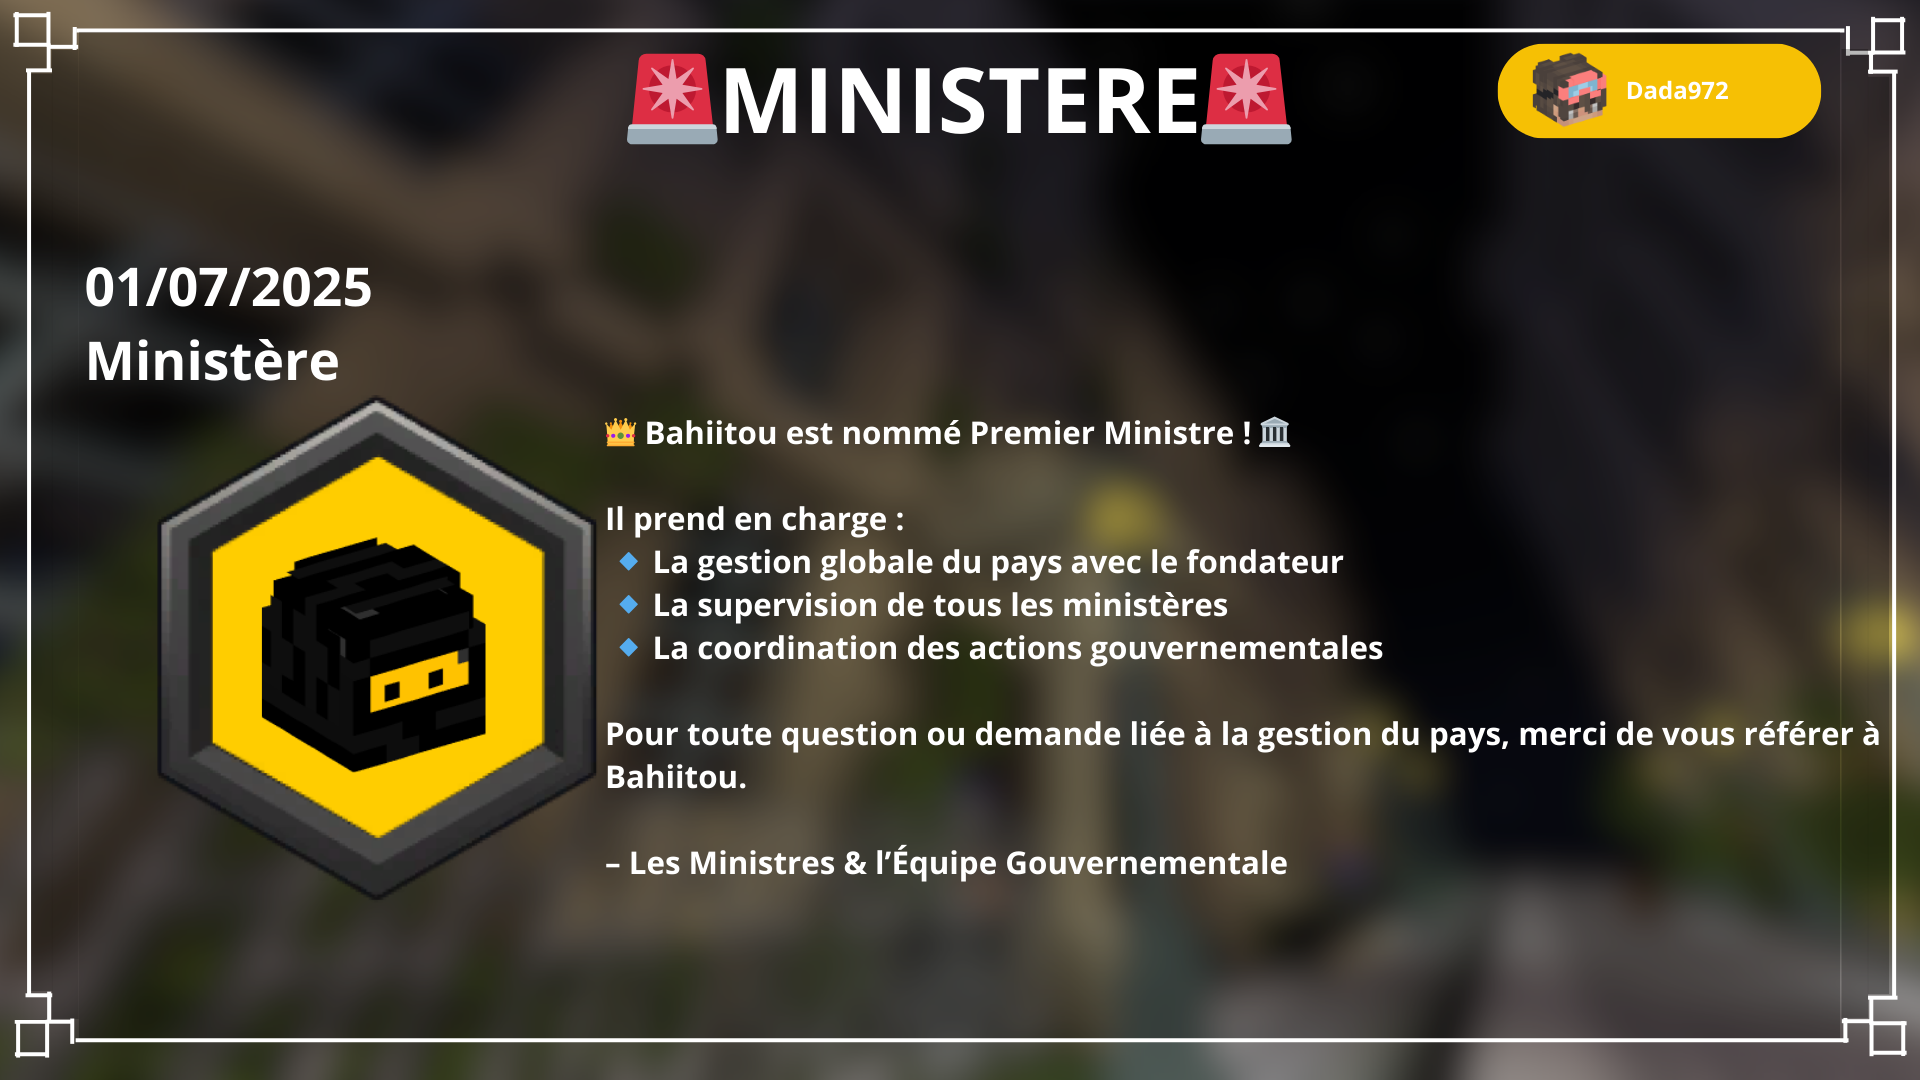 🚨MINISTERE🚨
Dada972
01/07/2025
Ministère
👑 Bahiitou est nommé Premier Ministre ! 🏛️
Il prend en charge :
🔹 La gestion globale du pays avec le fondateur
🔹 La supervision de tous les ministères
🔹 La coordination des actions gouvernementales
Pour toute question ou demande liée à la gestion du pays, merci de vous référer à
Bahiitou.
– Les Ministres & l’Équipe Gouvernementale